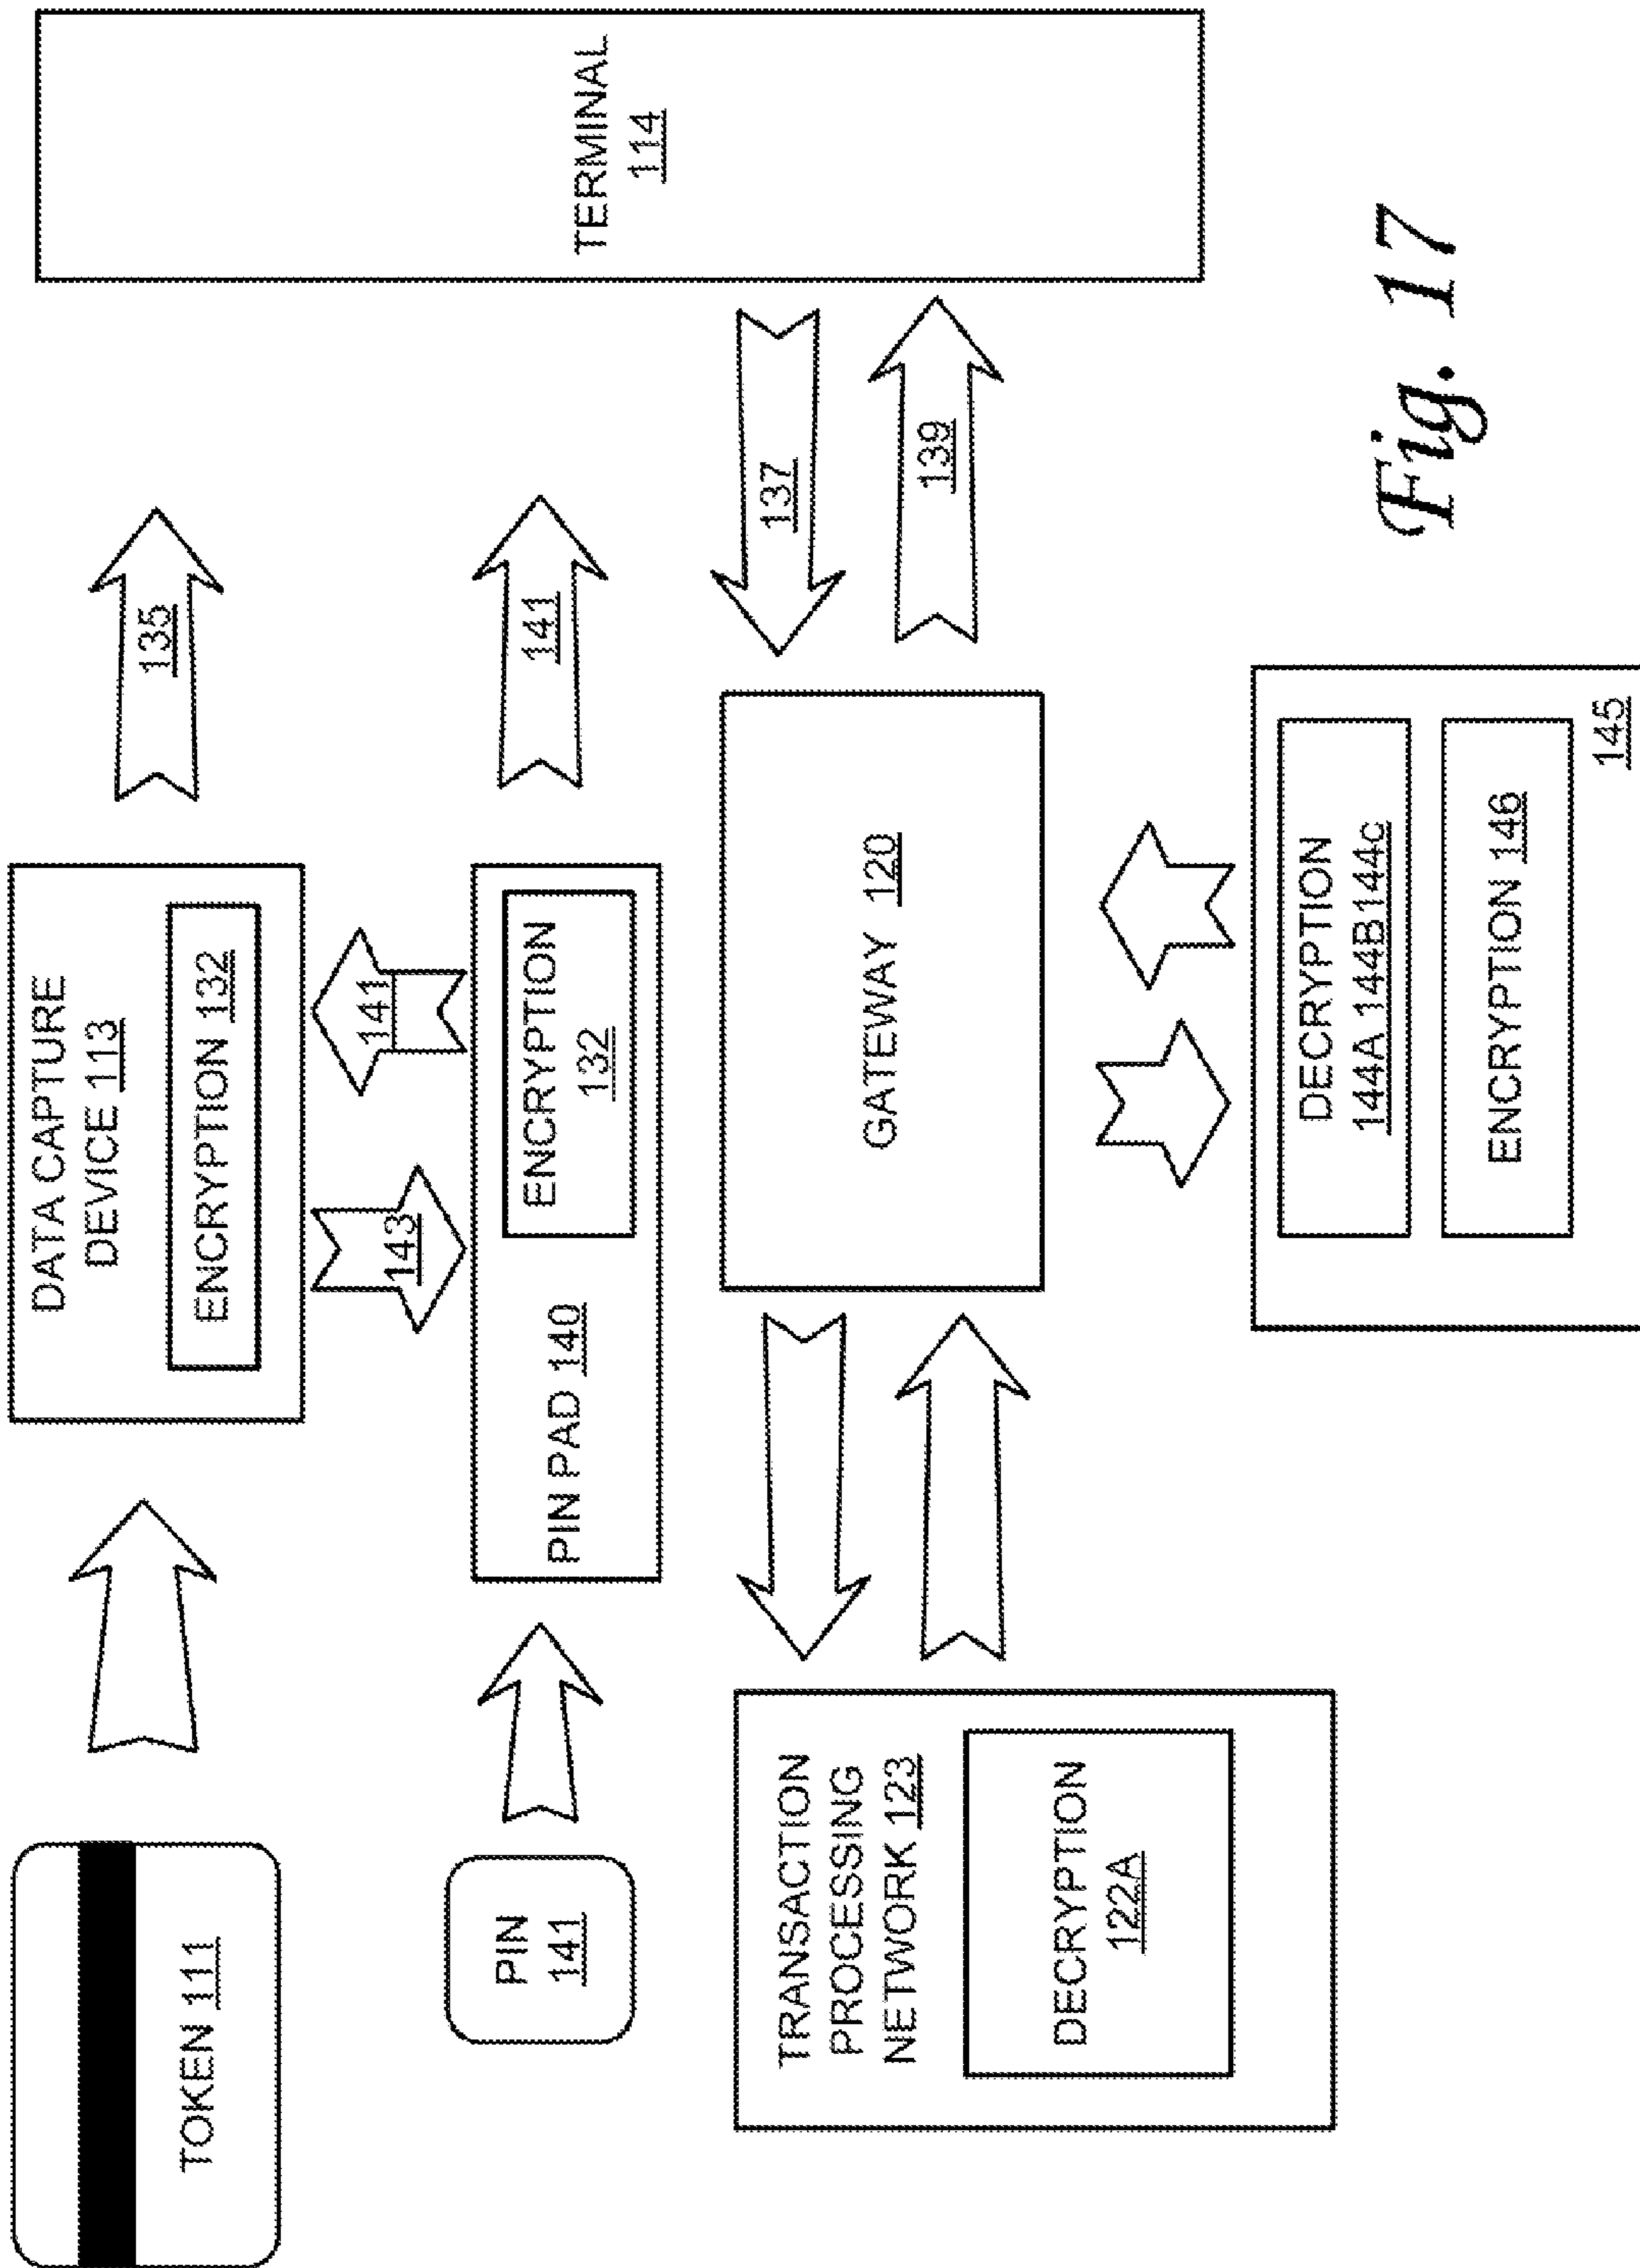 TOKEN 111
DATA CAPTURE
DEVICE 113
ENCRYPTION 132
135
TERMINAL
114
143
141
PIN
141
PIN PAD 140
ENCRYPTION
132
141
TRANSACTION
PROCESSING
NETWORK 123
DECRYPTION
122A
GATEWAY 120
137
139
DECRYPTION
144A 144B144c
ENCRYPTION 146
145
Fig. 17